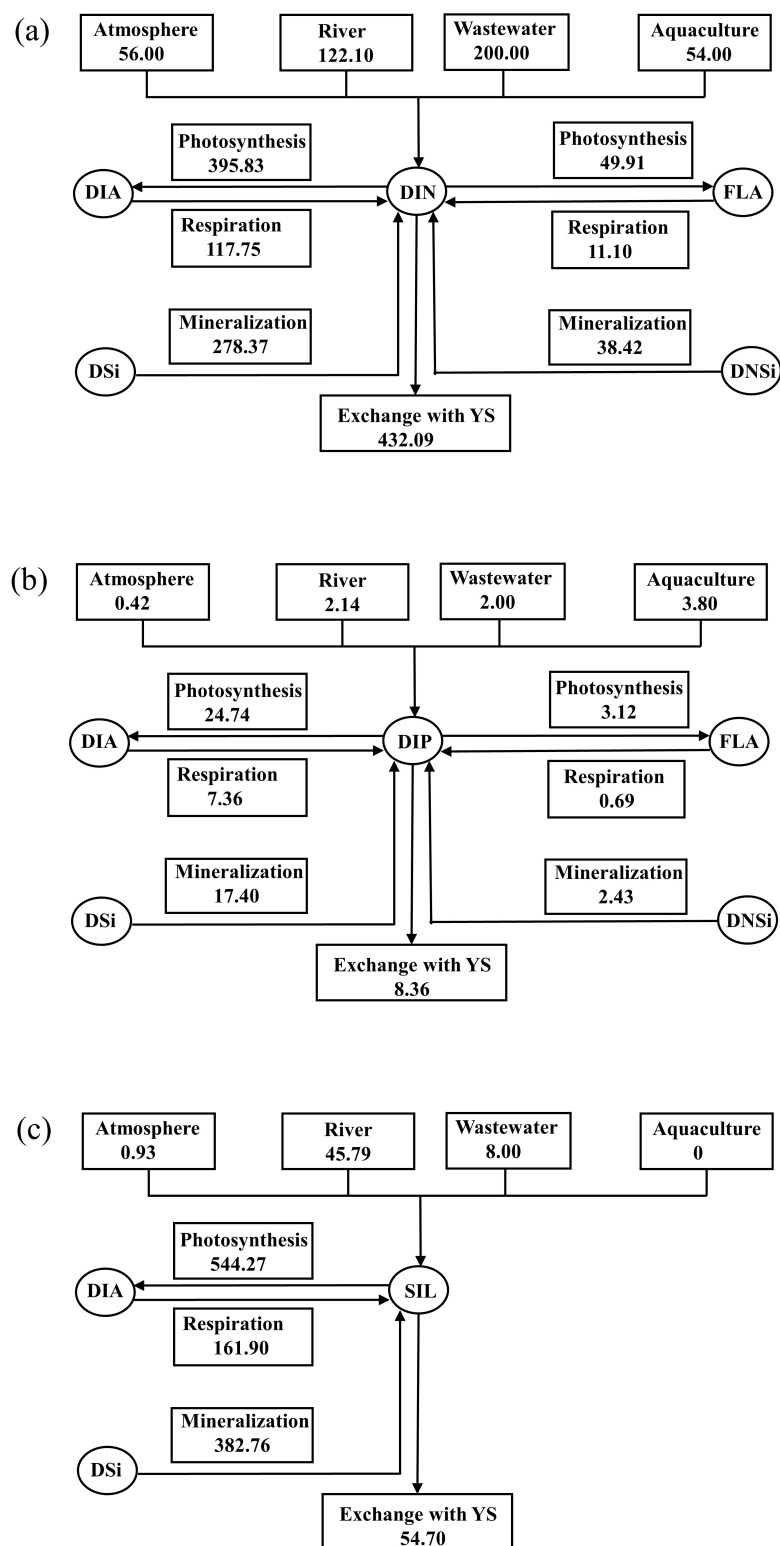 (a)
Atmosphere
56.00
River
122.10
Wastewater
200.00
Aquaculture
54.00
Photosynthesis
395.83
Photosynthesis
49.91
DIA
DIN
FLA
Respiration
117.75
Respiration
11.10
Mineralization
278.37
Mineralization
38.42
DSi
DNSi
Exchange with YS
432.09
(b)
Atmosphere
0.42
River
2.14
Wastewater
2.00
Aquaculture
3.80
Photosynthesis
24.74
Photosynthesis
3.12
DIA
DIP
FLA
Respiration
7.36
Respiration
0.69
Mineralization
17.40
Mineralization
2.43
DSi
DNSi
Exchange with YS
8.36
(c)
Atmosphere
0.93
River
45.79
Wastewater
8.00
Aquaculture
0
Photosynthesis
544.27
DIA
SIL
Respiration
161.90
Mineralization
382.76
DSi
Exchange with YS
54.70